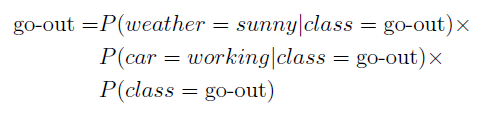 go-out =P(weather = sunny|class = go-out)×
P(car = working|class = go-out)×
P(class = go-out)